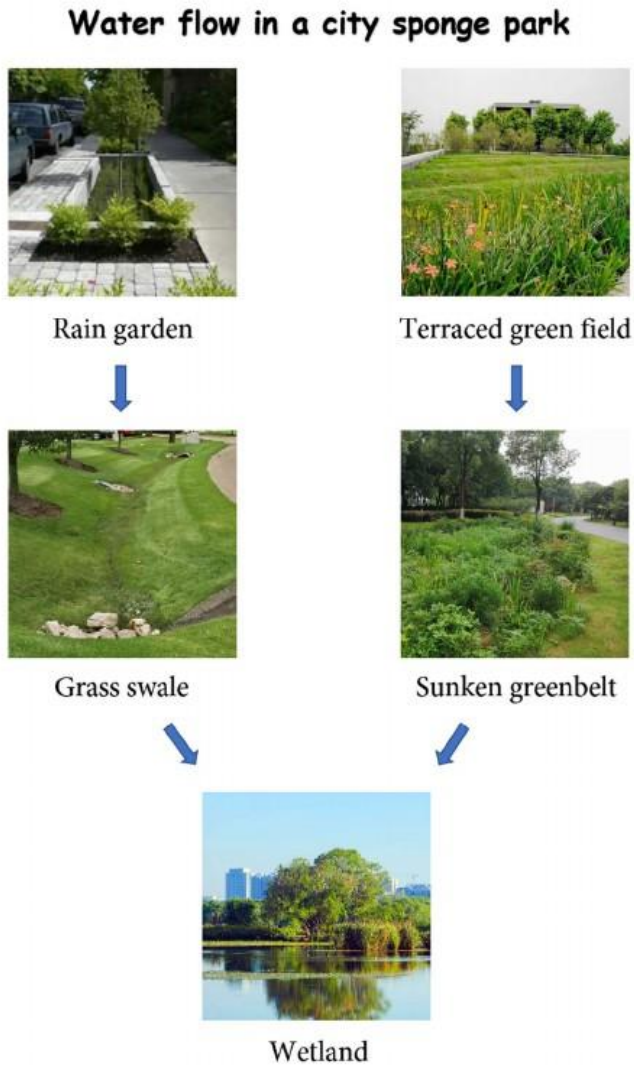 Water flow in a city sponge park
Rain garden
Terraced green field
Grass swale
Sunken greenbelt
Wetland